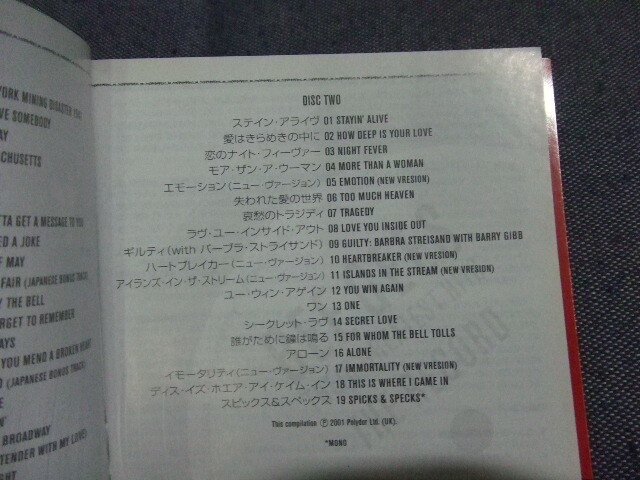 YORK MINING DISASTER 1941
VE SOMEBODY
AY
CHUSETTS
TTA GET A MESSAGE TO YOU
ED A JOKE
OF MAY
FAIR (JAPANESE BONUS TRACK)
Y THE BELL
RGET TO REMEMBER
AYS
YOU MEND A BROKEN HEART
D (JAPANESE BONUS TRACK)
E
N'
BROADWAY
TENDER WITH MY LOVE)
GHT
DISC TWO
ステイン・アライヴ 01 STAYIN' ALIVE
愛はきらめきの中に 02 HOW DEEP IS YOUR LOVE
恋のナイト・フィーヴァー 03 NIGHT FEVER
モア・ザン・ア・ウーマン 04 MORE THAN A WOMAN
エモーション(ニュー・ヴァージョン) 05 EMOTION (NEW VRESION)
失われた愛の世界 06 TOO MUCH HEAVEN
哀愁のトラジディ 07 TRAGEDY
ラヴ・ユー・インサイド・アウト 08 LOVE YOU INSIDE OUT
ギルティ(with バーブラ・ストライサンド) 09 GUILTY: BARBRA STREISAND WITH BARRY GIBB
ハートブレイカー(ニュー・ヴァージョン) 10 HEARTBREAKER (NEW VRESION)
アイランズ・イン・ザ・ストリーム(ニュー・ヴァージョン) 11 ISLANDS IN THE STREAM (NEW VRESION)
ユー・ウィン・アゲイン 12 YOU WIN AGAIN
ワン 13 ONE
シークレット・ラヴ 14 SECRET LOVE
誰がために鐘は鳴る 15 FOR WHOM THE BELL TOLLS
アローン 16 ALONE
イモータリティ(ニュー・ヴァージョン) 17 IMMORTALITY (NEW VRESION)
ディス・イズ・ホエア・アイ・ケイム・イン 18 THIS IS WHERE I CAME IN
スピックス&スペックス 19 SPICKS & SPECKS*
This compilation ℗ 2001 Polydor Ltd. (UK).
*MONO